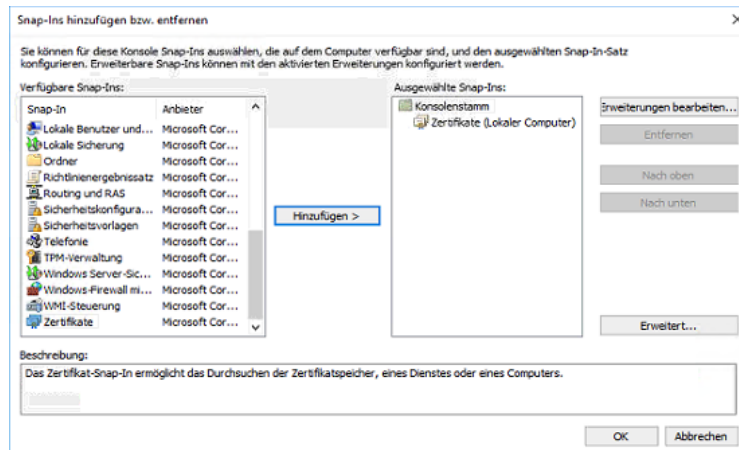 Snap-Ins hinzufügen bzw. entfernen
Sie können für diese Konsole Snap-Ins auswählen, die auf dem Computer verfügbar sind, und den ausgewählten Snap-In-Satz
konfigurieren. Erweiterbare Snap-Ins können mit den aktivierten Erweiterungen konfiguriert werden.
Verfügbare Snap-Ins:
Snap-In Anbieter
Lokale Benutzer und... Microsoft Cor...
Lokale Sicherung Microsoft Cor...
Ordner Microsoft Cor...
Richtlinienergebnissatz Microsoft Cor...
Routing und RAS Microsoft Cor...
Sicherheitskonfigura... Microsoft Cor...
Sicherheitsvorlagen Microsoft Cor...
Telefonie Microsoft Cor...
TPM-Verwaltung Microsoft Cor...
Windows Server-Sic... Microsoft Cor...
Windows-Firewall mi... Microsoft Cor...
WMI-Steuerung Microsoft Cor...
Zertifikate Microsoft Cor...
Hinzufügen >
Ausgewählte Snap-Ins:
Konsolenstamm
Zertifikate (Lokaler Computer)
Erweiterungen bearbeiten...
Entfernen
Nach oben
Nach unten
Erweitert...
Beschreibung:
Das Zertifikat-Snap-In ermöglicht das Durchsuchen der Zertifikatspeicher, eines Dienstes oder eines Computers.
OK Abbrechen